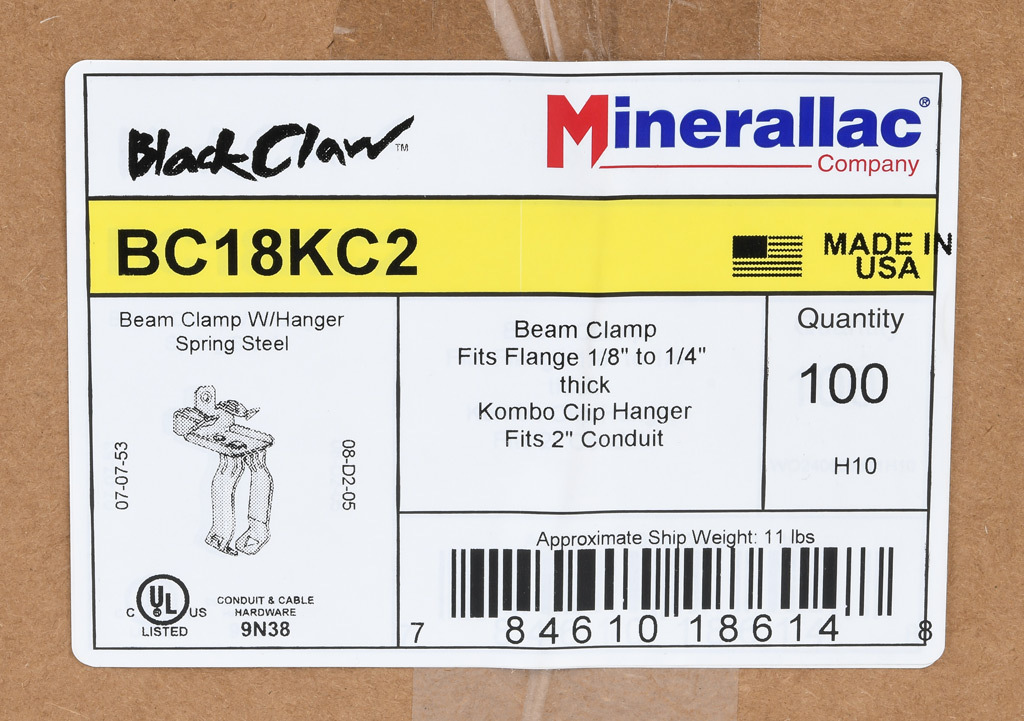 Black Claw™
Minerallac®
Company
BC18KC2
MADE IN
USA
Beam Clamp W/Hanger
Spring Steel
07-07-53
08-D2-05
C UL US
®
LISTED
CONDUIT & CABLE
HARDWARE
9N38
Beam Clamp
Fits Flange 1/8" to 1/4"
thick
Kombo Clip Hanger
Fits 2" Conduit
Quantity
100
H10
Approximate Ship Weight: 11 lbs
7 84610 18614 8